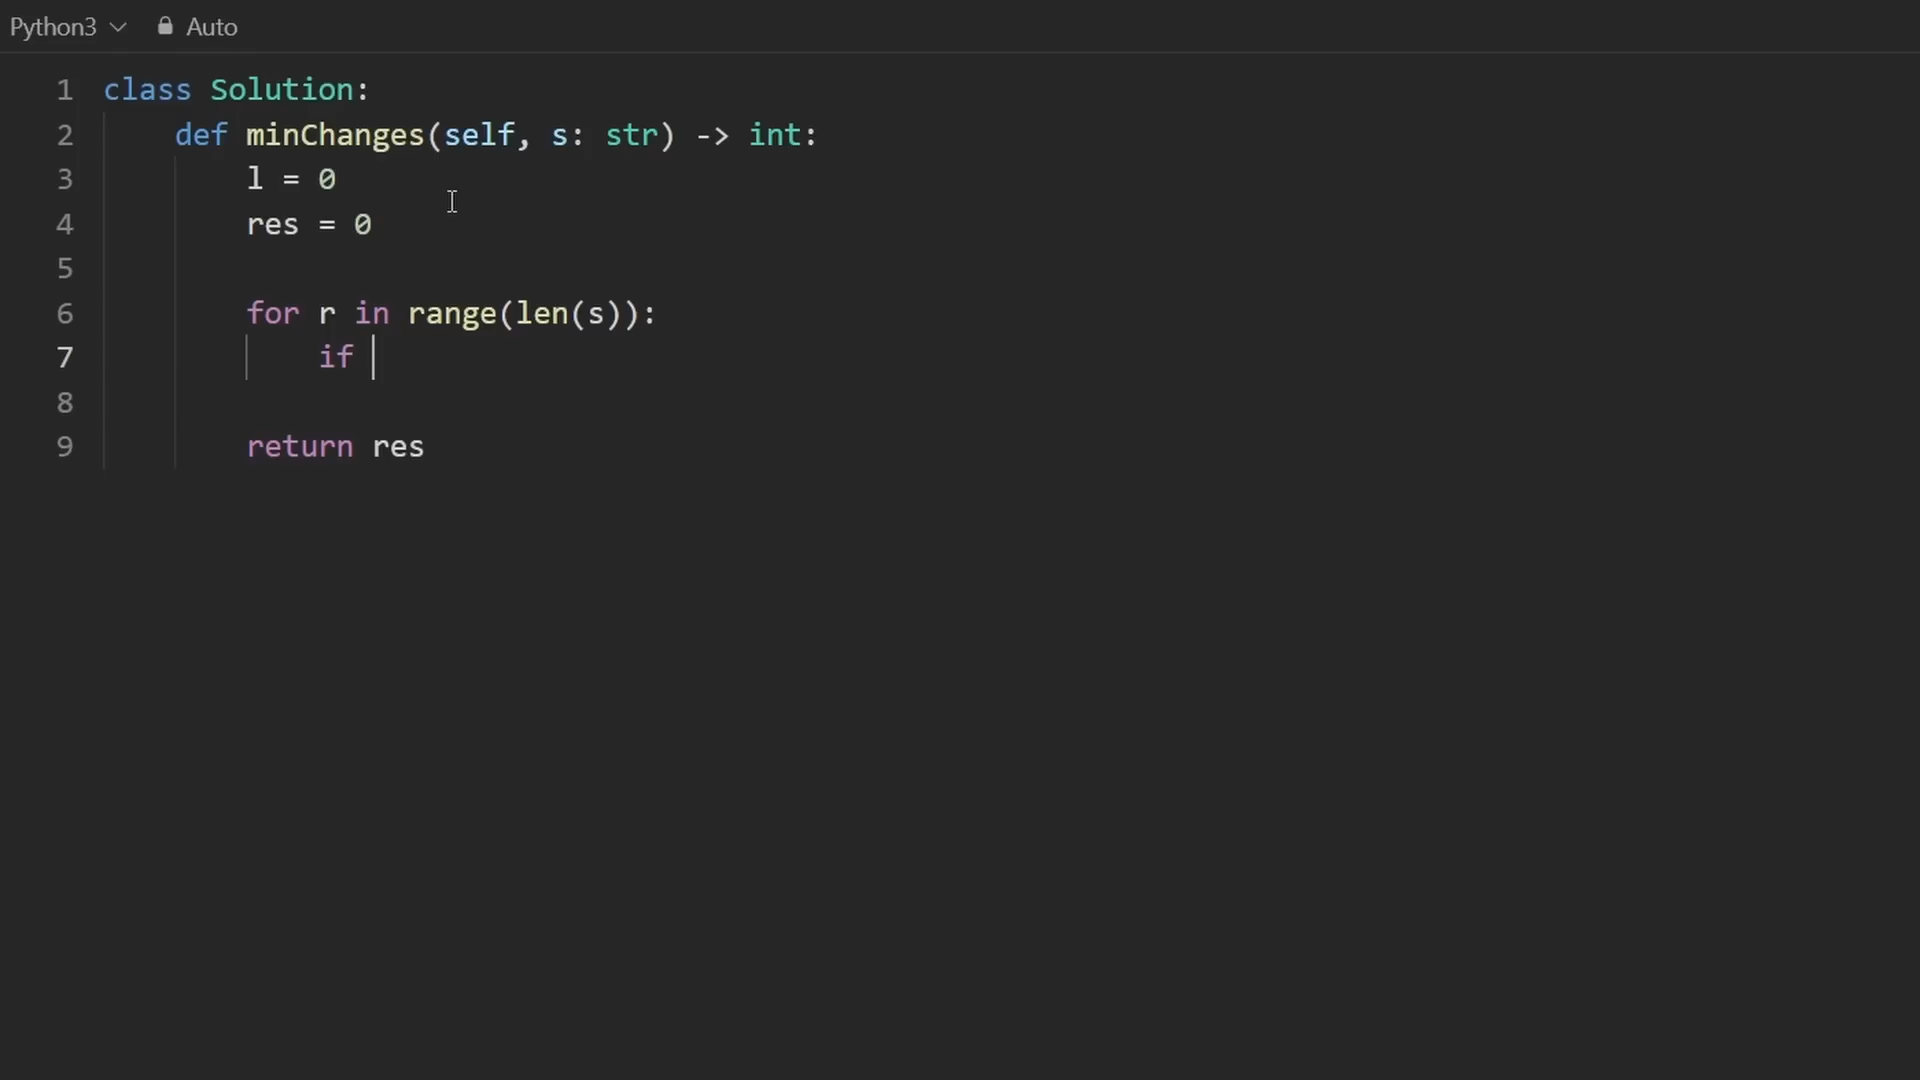 Python3 Auto
1 class Solution:
2 def minChanges(self, s: str) -> int:
3 l = 0
4 res = 0
5
6 for r in range(len(s)):
7 if
8
9 return res